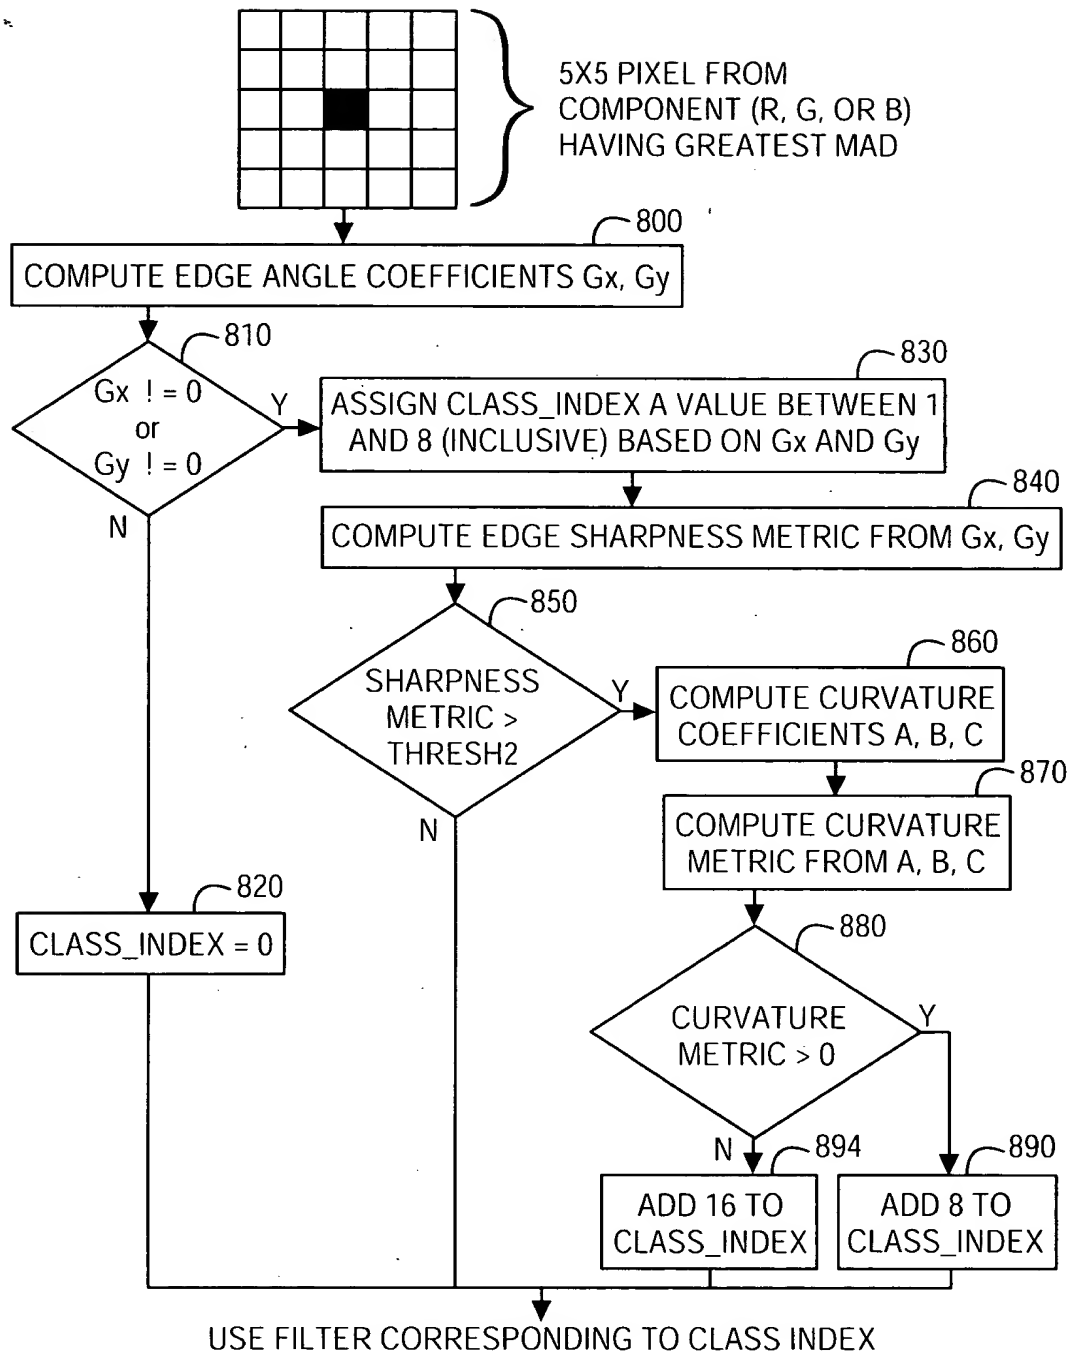 5X5 PIXEL FROM
COMPONENT (R, G, OR B)
HAVING GREATEST MAD
800
COMPUTE EDGE ANGLE COEFFICIENTS Gx, Gy
810
Gx ! = 0
or
Gy ! = 0
Y
N
830
ASSIGN CLASS_INDEX A VALUE BETWEEN 1
AND 8 (INCLUSIVE) BASED ON Gx AND Gy
840
COMPUTE EDGE SHARPNESS METRIC FROM Gx, Gy
850
SHARPNESS
METRIC >
THRESH2
Y
N
860
COMPUTE CURVATURE
COEFFICIENTS A, B, C
870
COMPUTE CURVATURE
METRIC FROM A, B, C
820
CLASS_INDEX = 0
880
CURVATURE
METRIC > 0
Y
N
894
ADD 16 TO
CLASS_INDEX
890
ADD 8 TO
CLASS_INDEX
USE FILTER CORRESPONDING TO CLASS INDEX